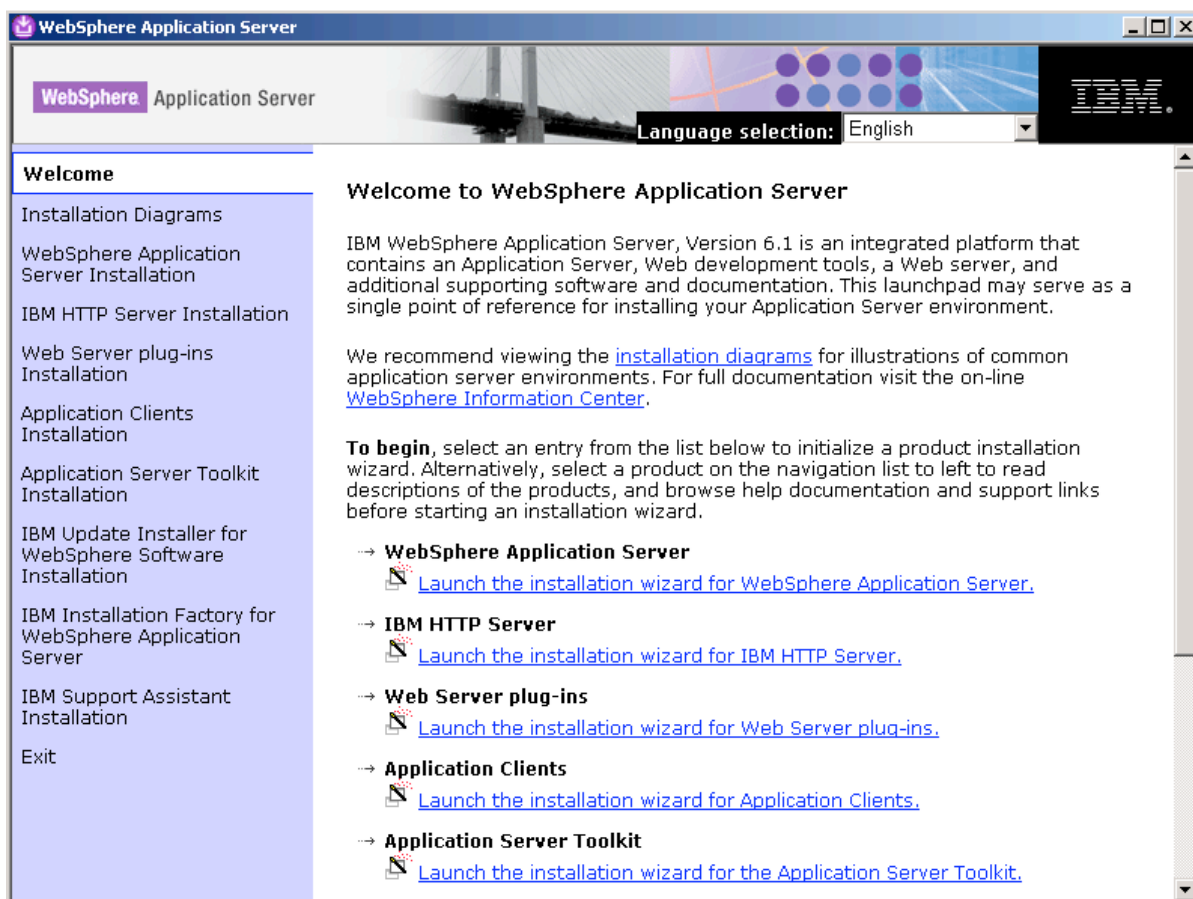 WebSphere Application Server
WebSphere. Application Server
IBM.
Language selection: English
Welcome
Installation Diagrams
WebSphere Application
Server Installation
IBM HTTP Server Installation
Web Server plug-ins
Installation
Application Clients
Installation
Application Server Toolkit
Installation
IBM Update Installer for
WebSphere Software
Installation
IBM Installation Factory for
WebSphere Application
Server
IBM Support Assistant
Installation
Exit
Welcome to WebSphere Application Server
IBM WebSphere Application Server, Version 6.1 is an integrated platform that
contains an Application Server, Web development tools, a Web server, and
additional supporting software and documentation. This launchpad may serve as a
single point of reference for installing your Application Server environment.
We recommend viewing the installation diagrams for illustrations of common
application server environments. For full documentation visit the on-line
WebSphere Information Center.
To begin, select an entry from the list below to initialize a product installation
wizard. Alternatively, select a product on the navigation list to left to read
descriptions of the products, and browse help documentation and support links
before starting an installation wizard.
WebSphere Application Server
Launch the installation wizard for WebSphere Application Server.
IBM HTTP Server
Launch the installation wizard for IBM HTTP Server.
Web Server plug-ins
Launch the installation wizard for Web Server plug-ins.
Application Clients
Launch the installation wizard for Application Clients.
Application Server Toolkit
Launch the installation wizard for the Application Server Toolkit.